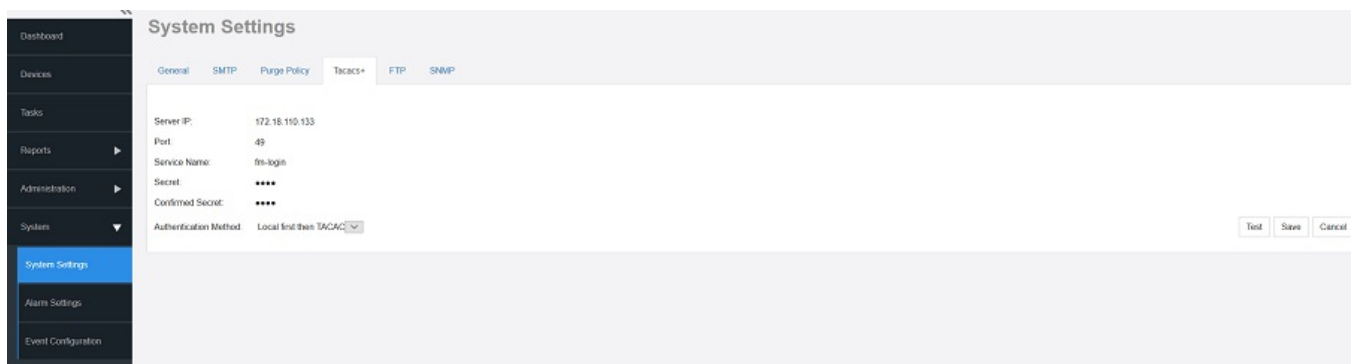 System Settings
Dashboard
Devices
Tasks
Reports
Administration
System
System Settings
Alarm Settings
Event Configuration
General SMTP Purge Policy Tacacs+ FTP SNMP
Server IP: 172.18.110.133
Port 49
Service Name: fm-login
Secret: ••••
Confirmed Secret: ••••
Authentication Method Local first then TACAC
Test Save Cancel